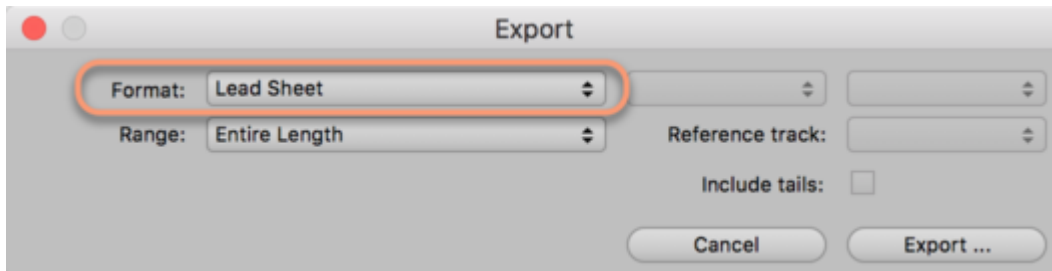 Export
Format: Lead Sheet
Range: Entire Length Reference track:
Include tails:
Cancel Export ...